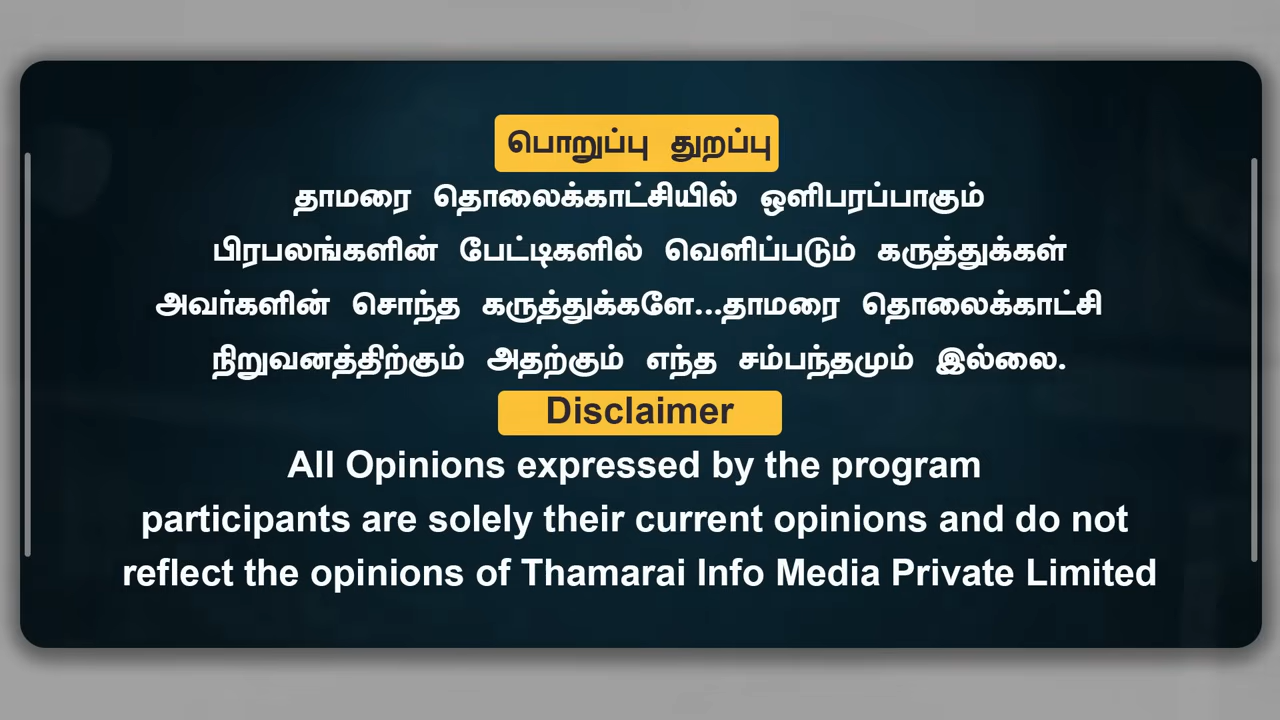 பொறுப்பு துறப்பு
தாமரை தொலைக்காட்சியில் ஒளிபரப்பாகும்
பிரபலங்களின் பேட்டிகளில் வெளிப்படும் கருத்துக்கள்
அவர்களின் சொந்த கருத்துக்களே...தாமரை தொலைக்காட்சி
நிறுவனத்திற்கும் அதற்கும் எந்த சம்பந்தமும் இல்லை.
Disclaimer
All Opinions expressed by the program
participants are solely their current opinions and do not
reflect the opinions of Thamarai Info Media Private Limited